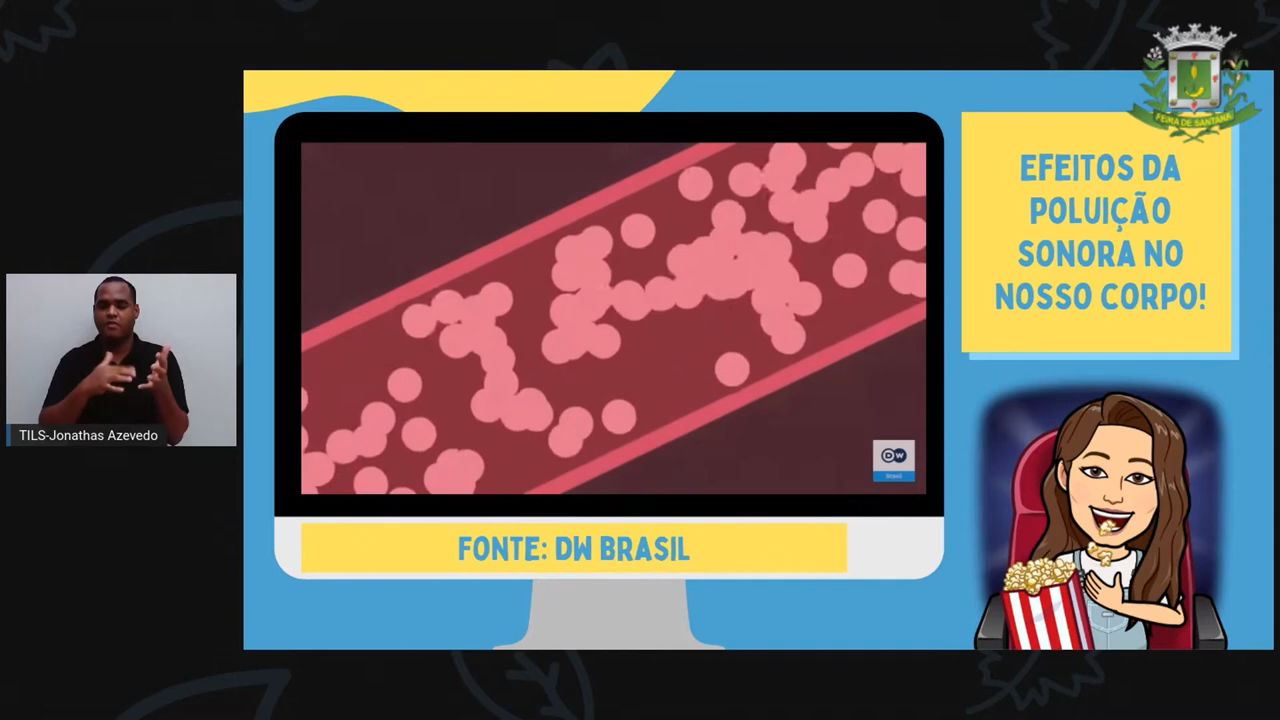 FEIRA DE SANTANA
EFEITOS DA
POLUIÇÃO
SONORA NO
NOSSO CORPO!
TILS-Jonathas Azevedo
DW
Brasil
FONTE: DW BRASIL